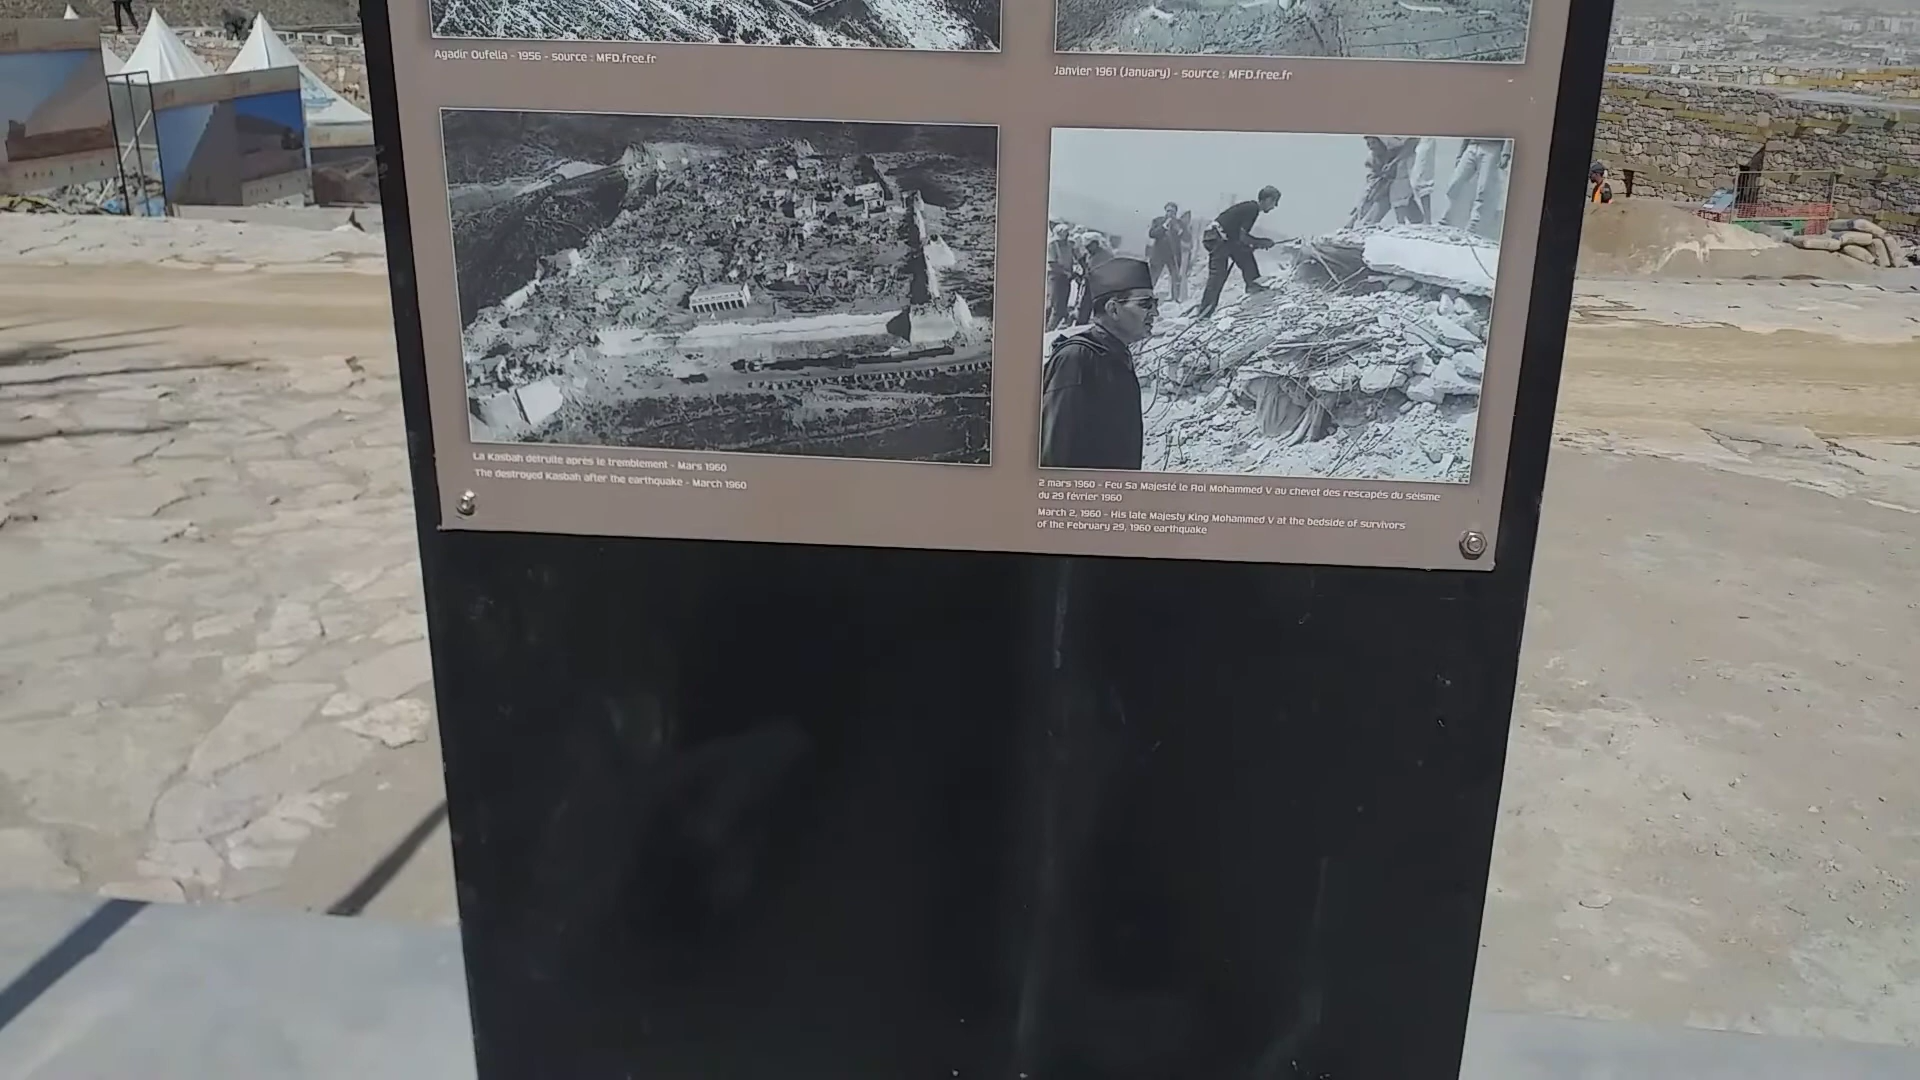 Agadir Oufella - 1956 - source : MFD.free.fr
Janvier 1961 (January) - source : MFD.free.fr
La Kasbah détruite après le tremblement - Mars 1960
The destroyed Kasbah after the earthquake - March 1960
2 mars 1960 - Feu Sa Majesté le Roi Mohammed V au chevet des rescapés du séisme
du 29 février 1960
March 2, 1960 - His late Majesty King Mohammed V at the bedside of survivors
of the February 29, 1960 earthquake